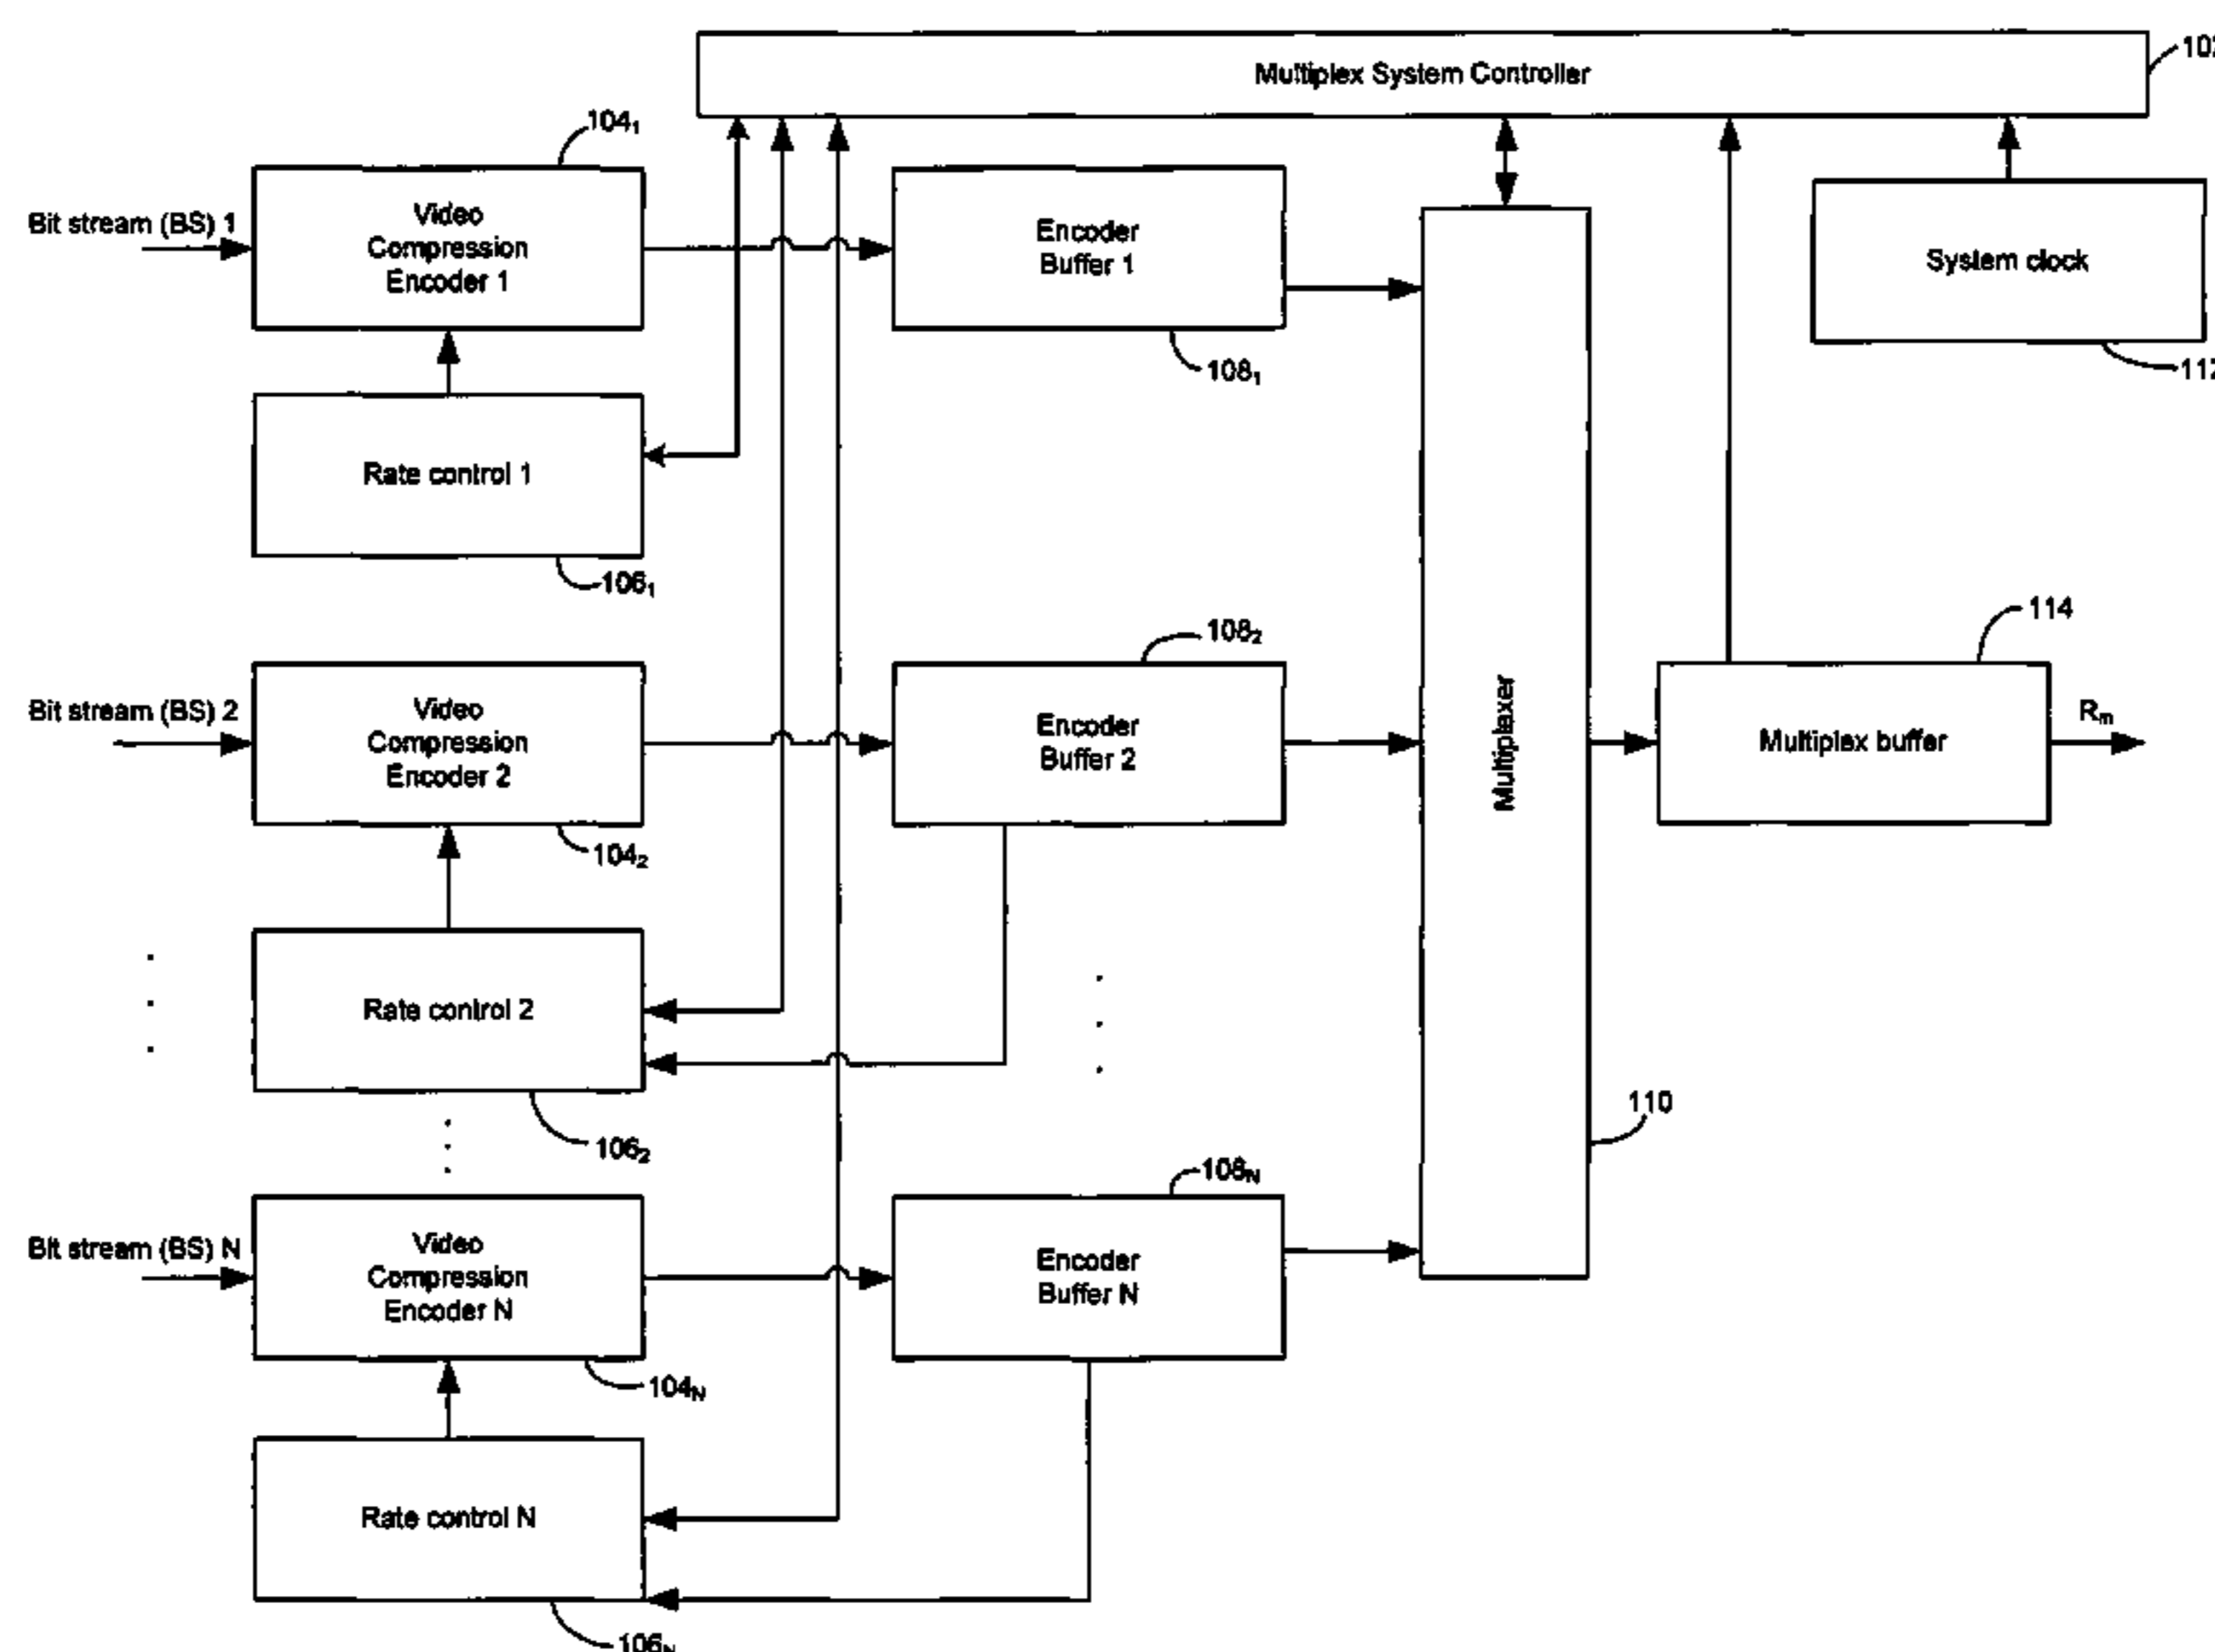 Multiplex System Controller
104₁
Bit stream (BS) 1
Video
Compression
Encoder 1
Encoder
Buffer 1
System clock
108₁
Rate control 1
106₁
108₂
114
Bit stream (BS) 2
Video
Compression
Encoder 2
Encoder
Buffer 2
Multiplexer
Multiplex buffer
Rₘ
104₂
Rate control 2
110
106₂
108N
Bit stream (BS) N
Video
Compression
Encoder N
Encoder
Buffer N
104N
Rate control N
106N